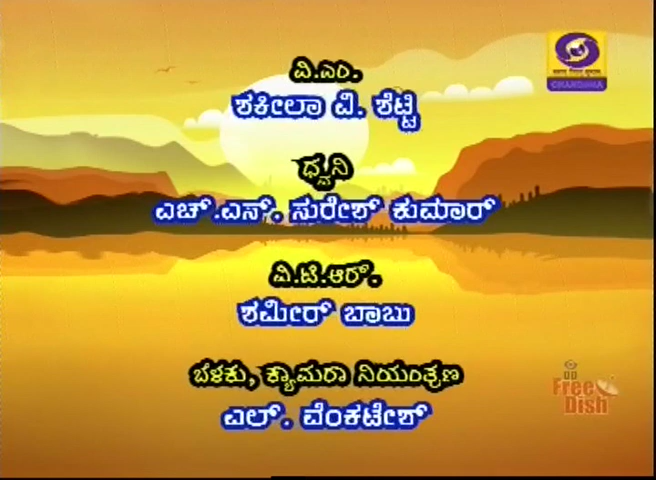 ವಿ.ಎಂ.
ಶಕೀಲಾ ವಿ. ಶೆಟ್ಟಿ
ಧ್ವನಿ
ಎಚ್.ಎಸ್. ಸುರೇಶ್ ಕುಮಾರ್
ವಿ.ಟಿ.ಆರ್.
ಶಮೀರ್ ಬಾಬು
ಬೆಳಕು, ಕ್ಯಾಮರಾ ನಿಯಂತ್ರಣ
ಎಲ್. ವೆಂಕಟೇಶ್
CHANDANA
DD
Free
Dish